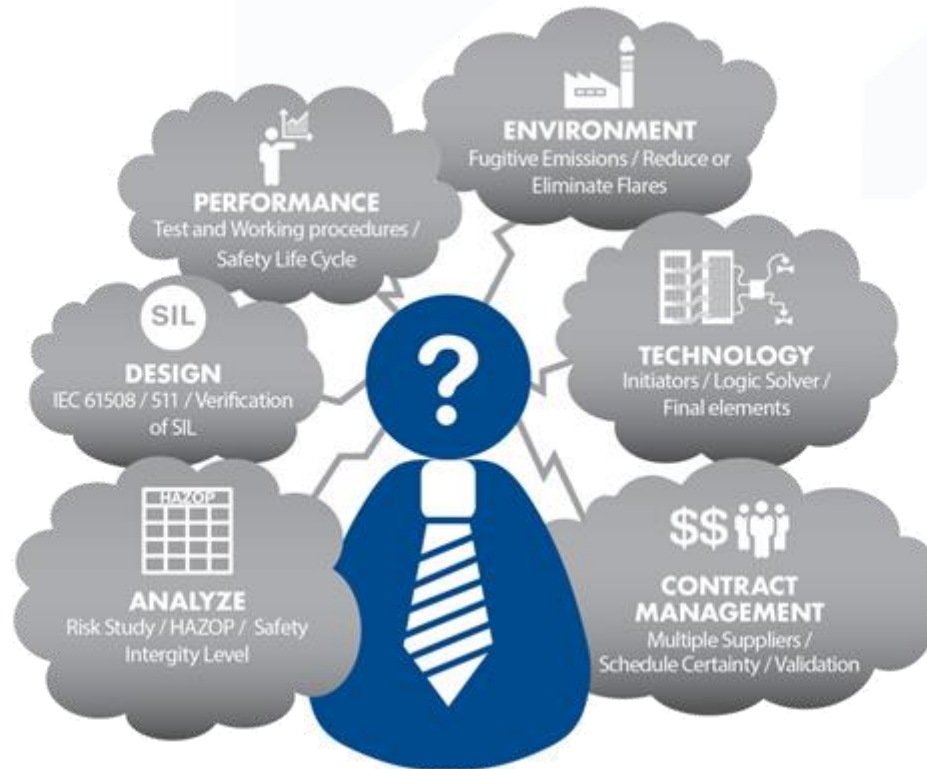 ENVIRONMENT
Fugitive Emissions / Reduce or
Eliminate Flares
PERFORMANCE
Test and Working procedures /
Safety Life Cycle
SIL
DESIGN
IEC 61508 / 511 / Verification
of SIL
TECHNOLOGY
Initiators / Logic Solver /
Final elements
?
HAZOP
ANALYZE
Risk Study / HAZOP / Safety
Intergity Level
$$
CONTRACT
MANAGEMENT
Multiple Suppliers /
Schedule Certainty / Validation